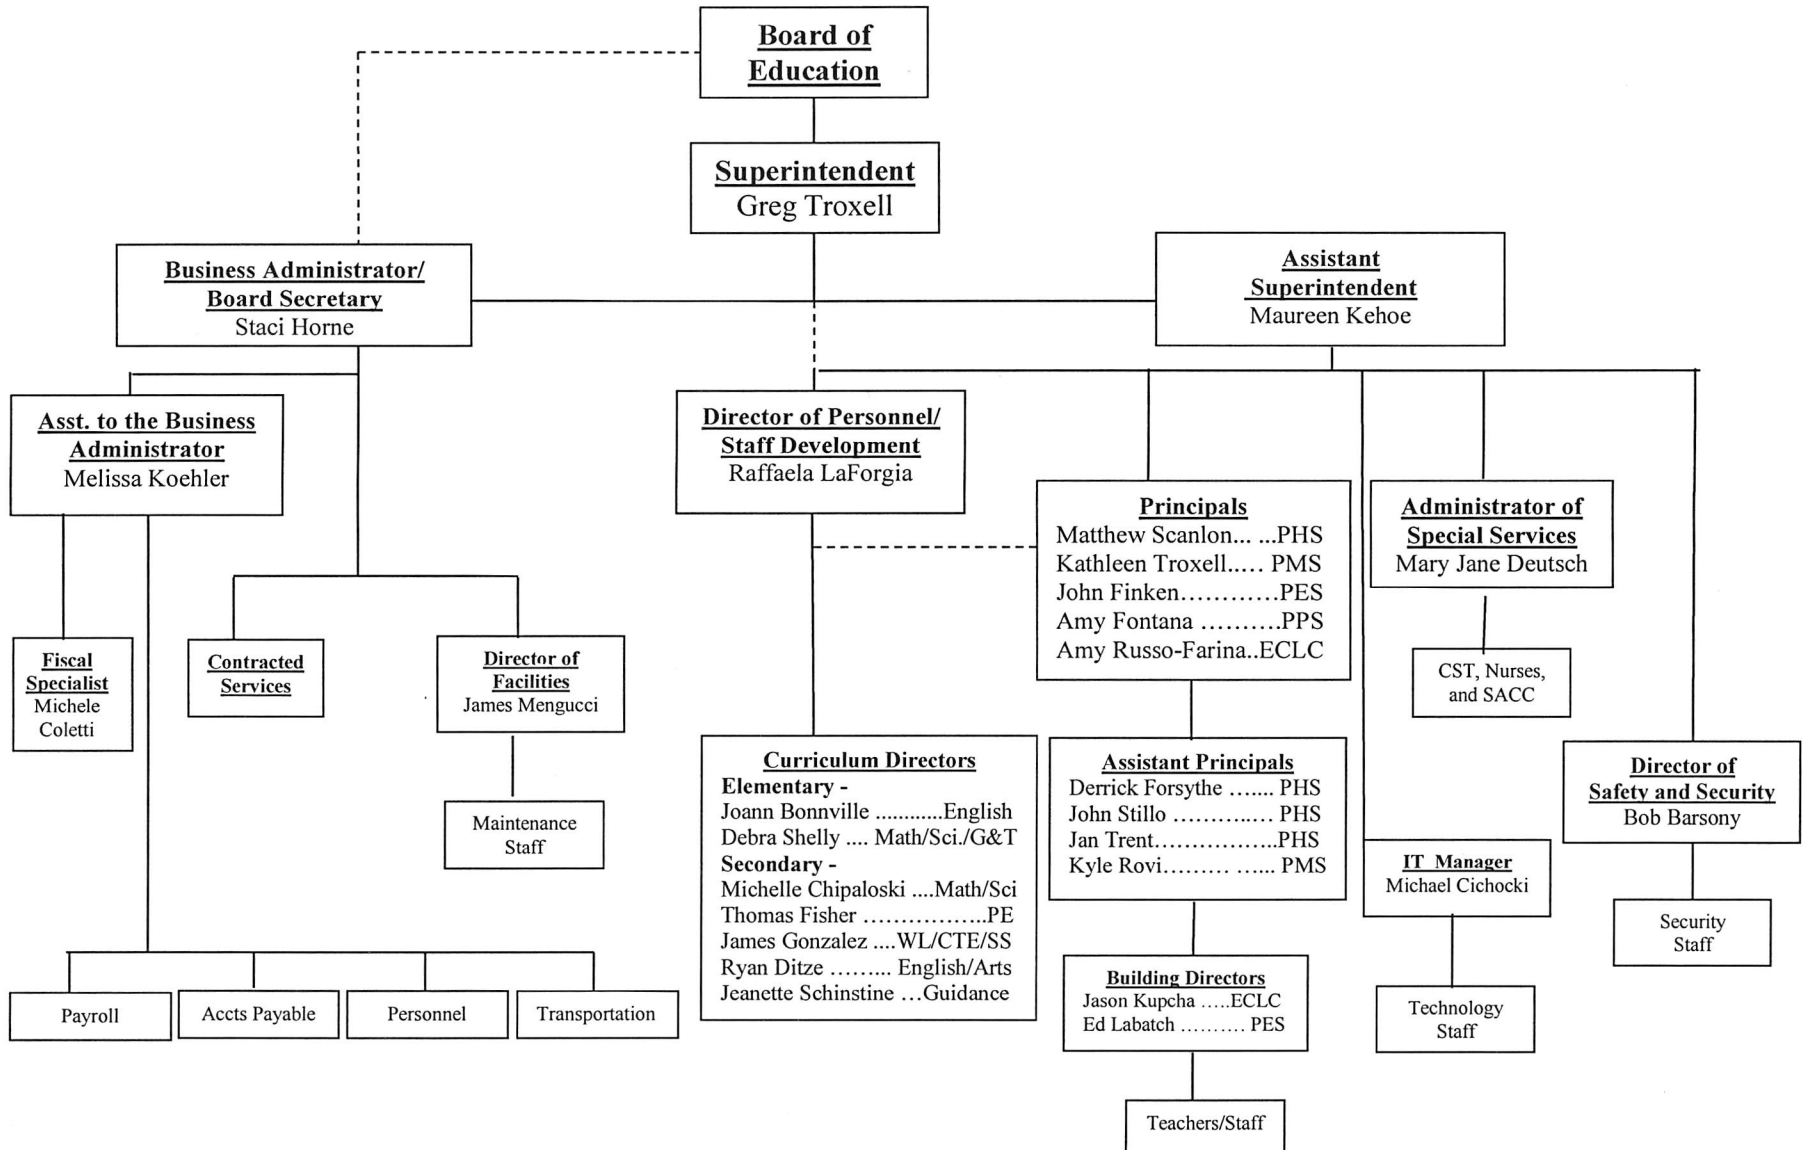 Board of
Education
Superintendent
Greg Troxell
Business Administrator/
Board Secretary
Staci Horne
Assistant
Superintendent
Maureen Kehoe
Asst. to the Business
Administrator
Melissa Koehler
Director of Personnel/
Staff Development
Raffaela LaForgia
Principals
Matthew Scanlon... ...PHS
Kathleen Troxell..... PMS
John Finken............PES
Amy Fontana ..........PPS
Amy Russo-Farina..ECLC
Administrator of
Special Services
Mary Jane Deutsch
Fiscal
Specialist
Michele
Coletti
Contracted
Services
Director of
Facilities
James Mengucci
CST, Nurses,
and SACC
Maintenance
Staff
Curriculum Directors
Elementary -
Joann Bonnville ............English
Debra Shelly .... Math/Sci./G&T
Secondary -
Michelle Chipaloski ....Math/Sci
Thomas Fisher .................PE
James Gonzalez ....WL/CTE/SS
Ryan Ditze ......... English/Arts
Jeanette Schinstine ...Guidance
Assistant Principals
Derrick Forsythe ....... PHS
John Stillo .............. PHS
Jan Trent.................PHS
Kyle Rovi......... ...... PMS
Director of
Safety and Security
Bob Barsony
IT Manager
Michael Cichocki
Security
Staff
Building Directors
Jason Kupcha .....ECLC
Ed Labatch .......... PES
Technology
Staff
Payroll
Accts Payable
Personnel
Transportation
Teachers/Staff